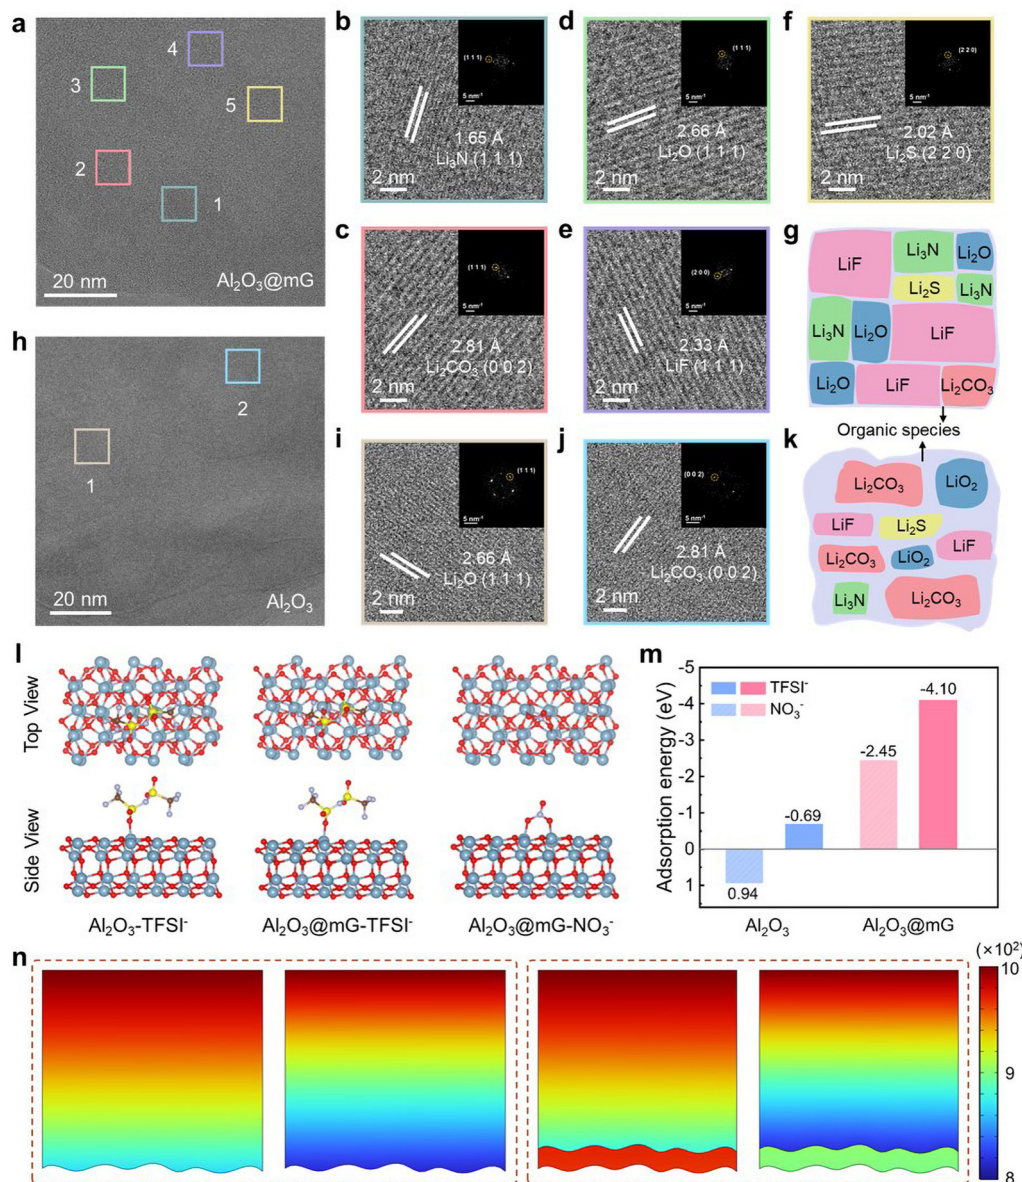 a
4
3
5
2
1
20 nm
Al₂O₃@mG
b
(1 1 1)
5 nm⁻¹
1.65 Å
Li₃N (1 1 1)
2 nm
d
(1 1 1)
5 nm⁻¹
2.66 Å
Li₂O (1 1 1)
2 nm
f
(2 2 0)
5 nm⁻¹
2.02 Å
Li₂S (2 2 0)
2 nm
c
(1 1 1)
5 nm⁻¹
2.81 Å
Li₂CO₃ (0 0 2)
2 nm
e
(2 0 0)
5 nm⁻¹
2.33 Å
LiF (1 1 1)
2 nm
g
LiF
Li₃N
Li₂O
Li₂S
Li₃N
Li₃N
Li₂O
LiF
Li₂O
LiF
Li₂CO₃
Organic species
h
2
1
20 nm
Al₂O₃
i
(1 1 1)
5 nm⁻¹
2.66 Å
Li₂O (1 1 1)
2 nm
j
(0 0 2)
5 nm⁻¹
2.81 Å
Li₂CO₃ (0 0 2)
2 nm
k
Li₂CO₃
LiO₂
LiF
Li₂S
Li₂CO₃
LiO₂
LiF
Li₃N
Li₂CO₃
l
Top View
Side View
Al₂O₃-TFSI⁻
Al₂O₃@mG-TFSI⁻
Al₂O₃@mG-NO₃⁻
m
Adsorption energy (eV)
-5
-4
-3
-2
-1
0
1
TFSI⁻
NO₃⁻
0.94
-0.69
-2.45
-4.10
Al₂O₃
Al₂O₃@mG
n
(×10²)
10
9
8